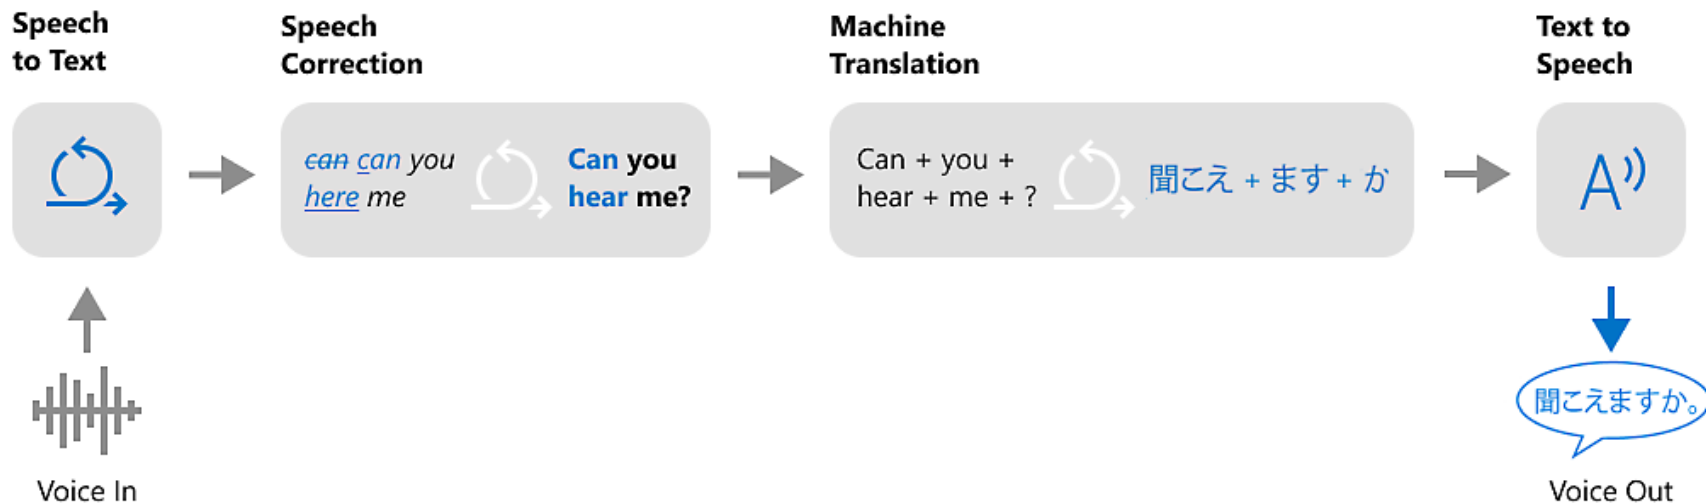 Speech
to Text
Speech
Correction
Machine
Translation
Text to
Speech
can can you
here me
Can you
hear me?
Can + you +
hear + me + ?
聞こえ + ます + か
A
聞こえますか。
Voice In
Voice Out